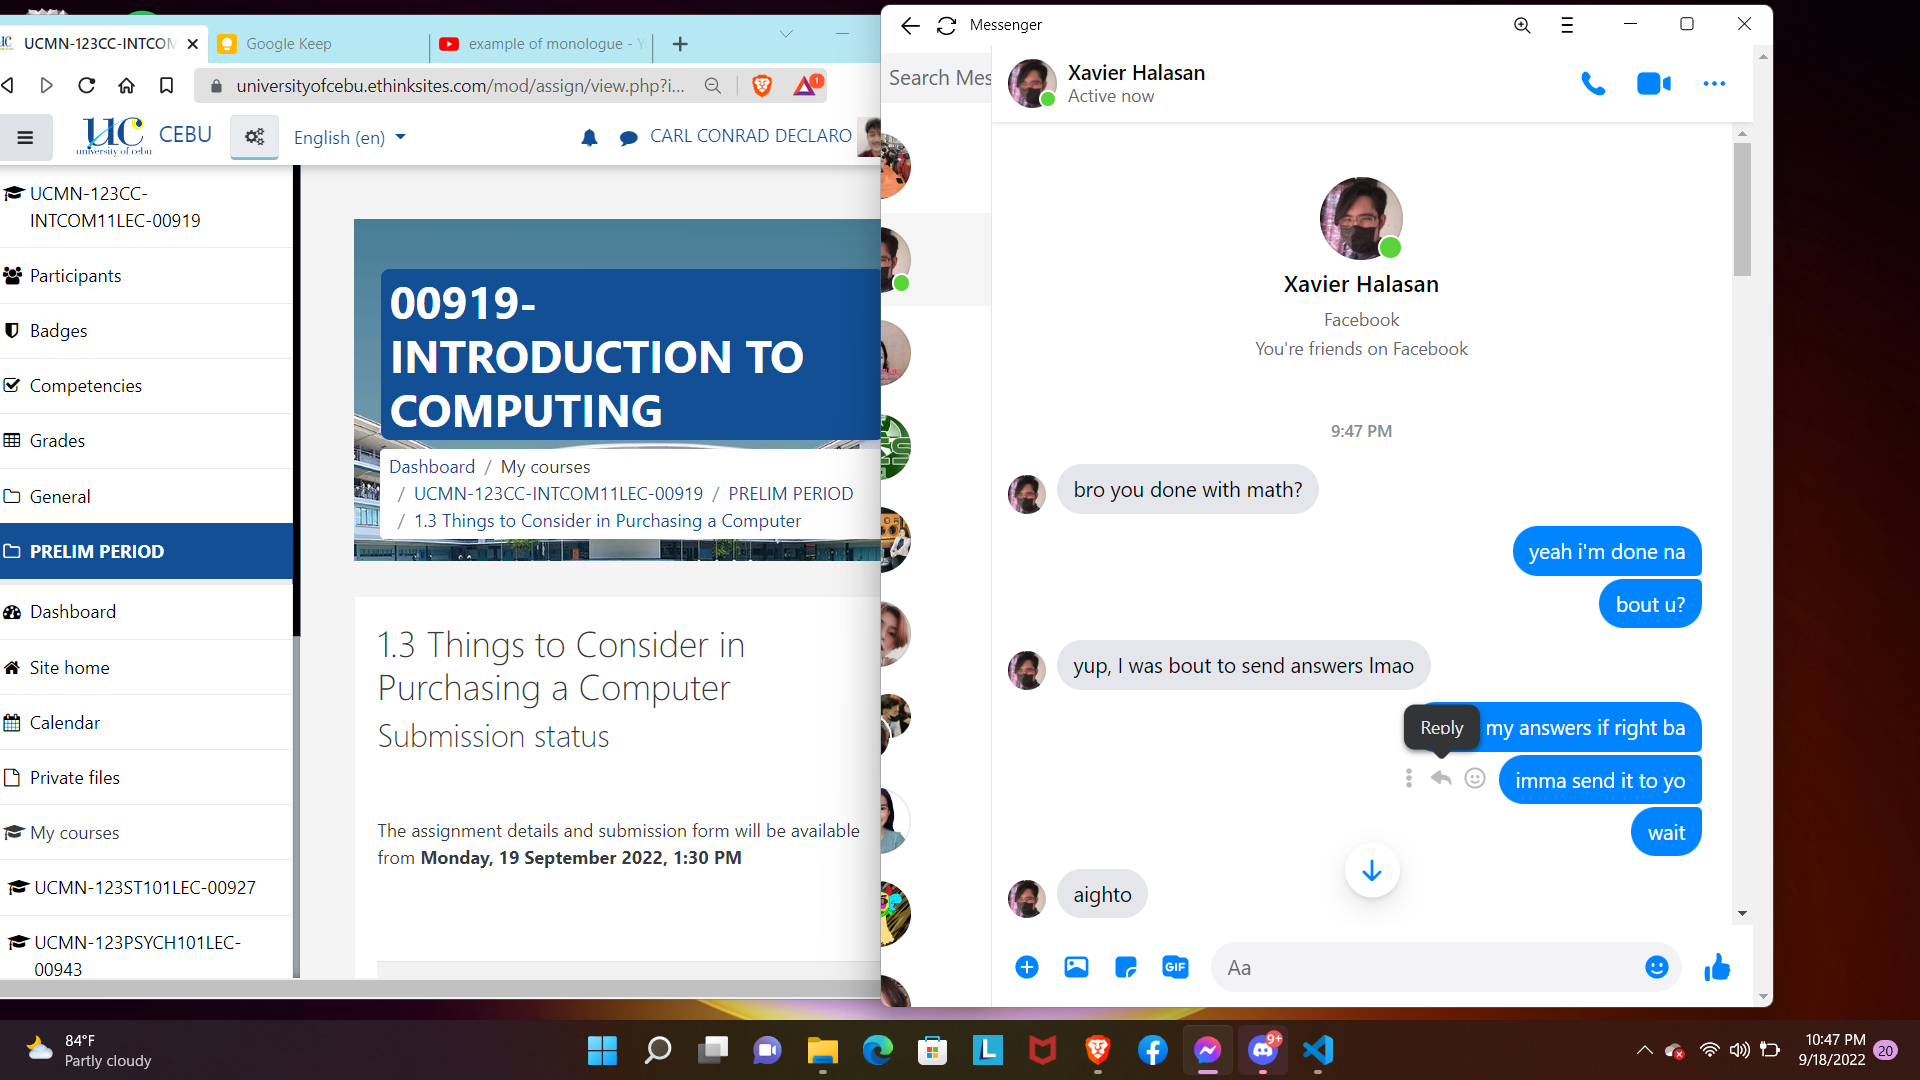 UCMN-123CC-INTCOM
Google Keep
example of monologue - Y
universityofcebu.ethinksites.com/mod/assign/view.php?i...
1
UC
university of cebu
CEBU
English (en)
CARL CONRAD DECLARO
UCMN-123CC-
INTCOM11LEC-00919
Participants
Badges
Competencies
Grades
General
PRELIM PERIOD
Dashboard
Site home
Calendar
Private files
My courses
UCMN-123ST101LEC-00927
UCMN-123PSYCH101LEC-
00943
00919-
INTRODUCTION TO
COMPUTING
Dashboard / My courses
/ UCMN-123CC-INTCOM11LEC-00919 / PRELIM PERIOD
/ 1.3 Things to Consider in Purchasing a Computer
1.3 Things to Consider in
Purchasing a Computer
Submission status
The assignment details and submission form will be available
from Monday, 19 September 2022, 1:30 PM
Messenger
Search Mes
Xavier Halasan
Active now
Xavier Halasan
Facebook
You're friends on Facebook
9:47 PM
bro you done with math?
yeah i'm done na
bout u?
yup, I was bout to send answers lmao
Reply
my answers if right ba
imma send it to yo
wait
aighto
GIF
Aa
84°F
Partly cloudy
L
9+
10:47 PM
9/18/2022
20